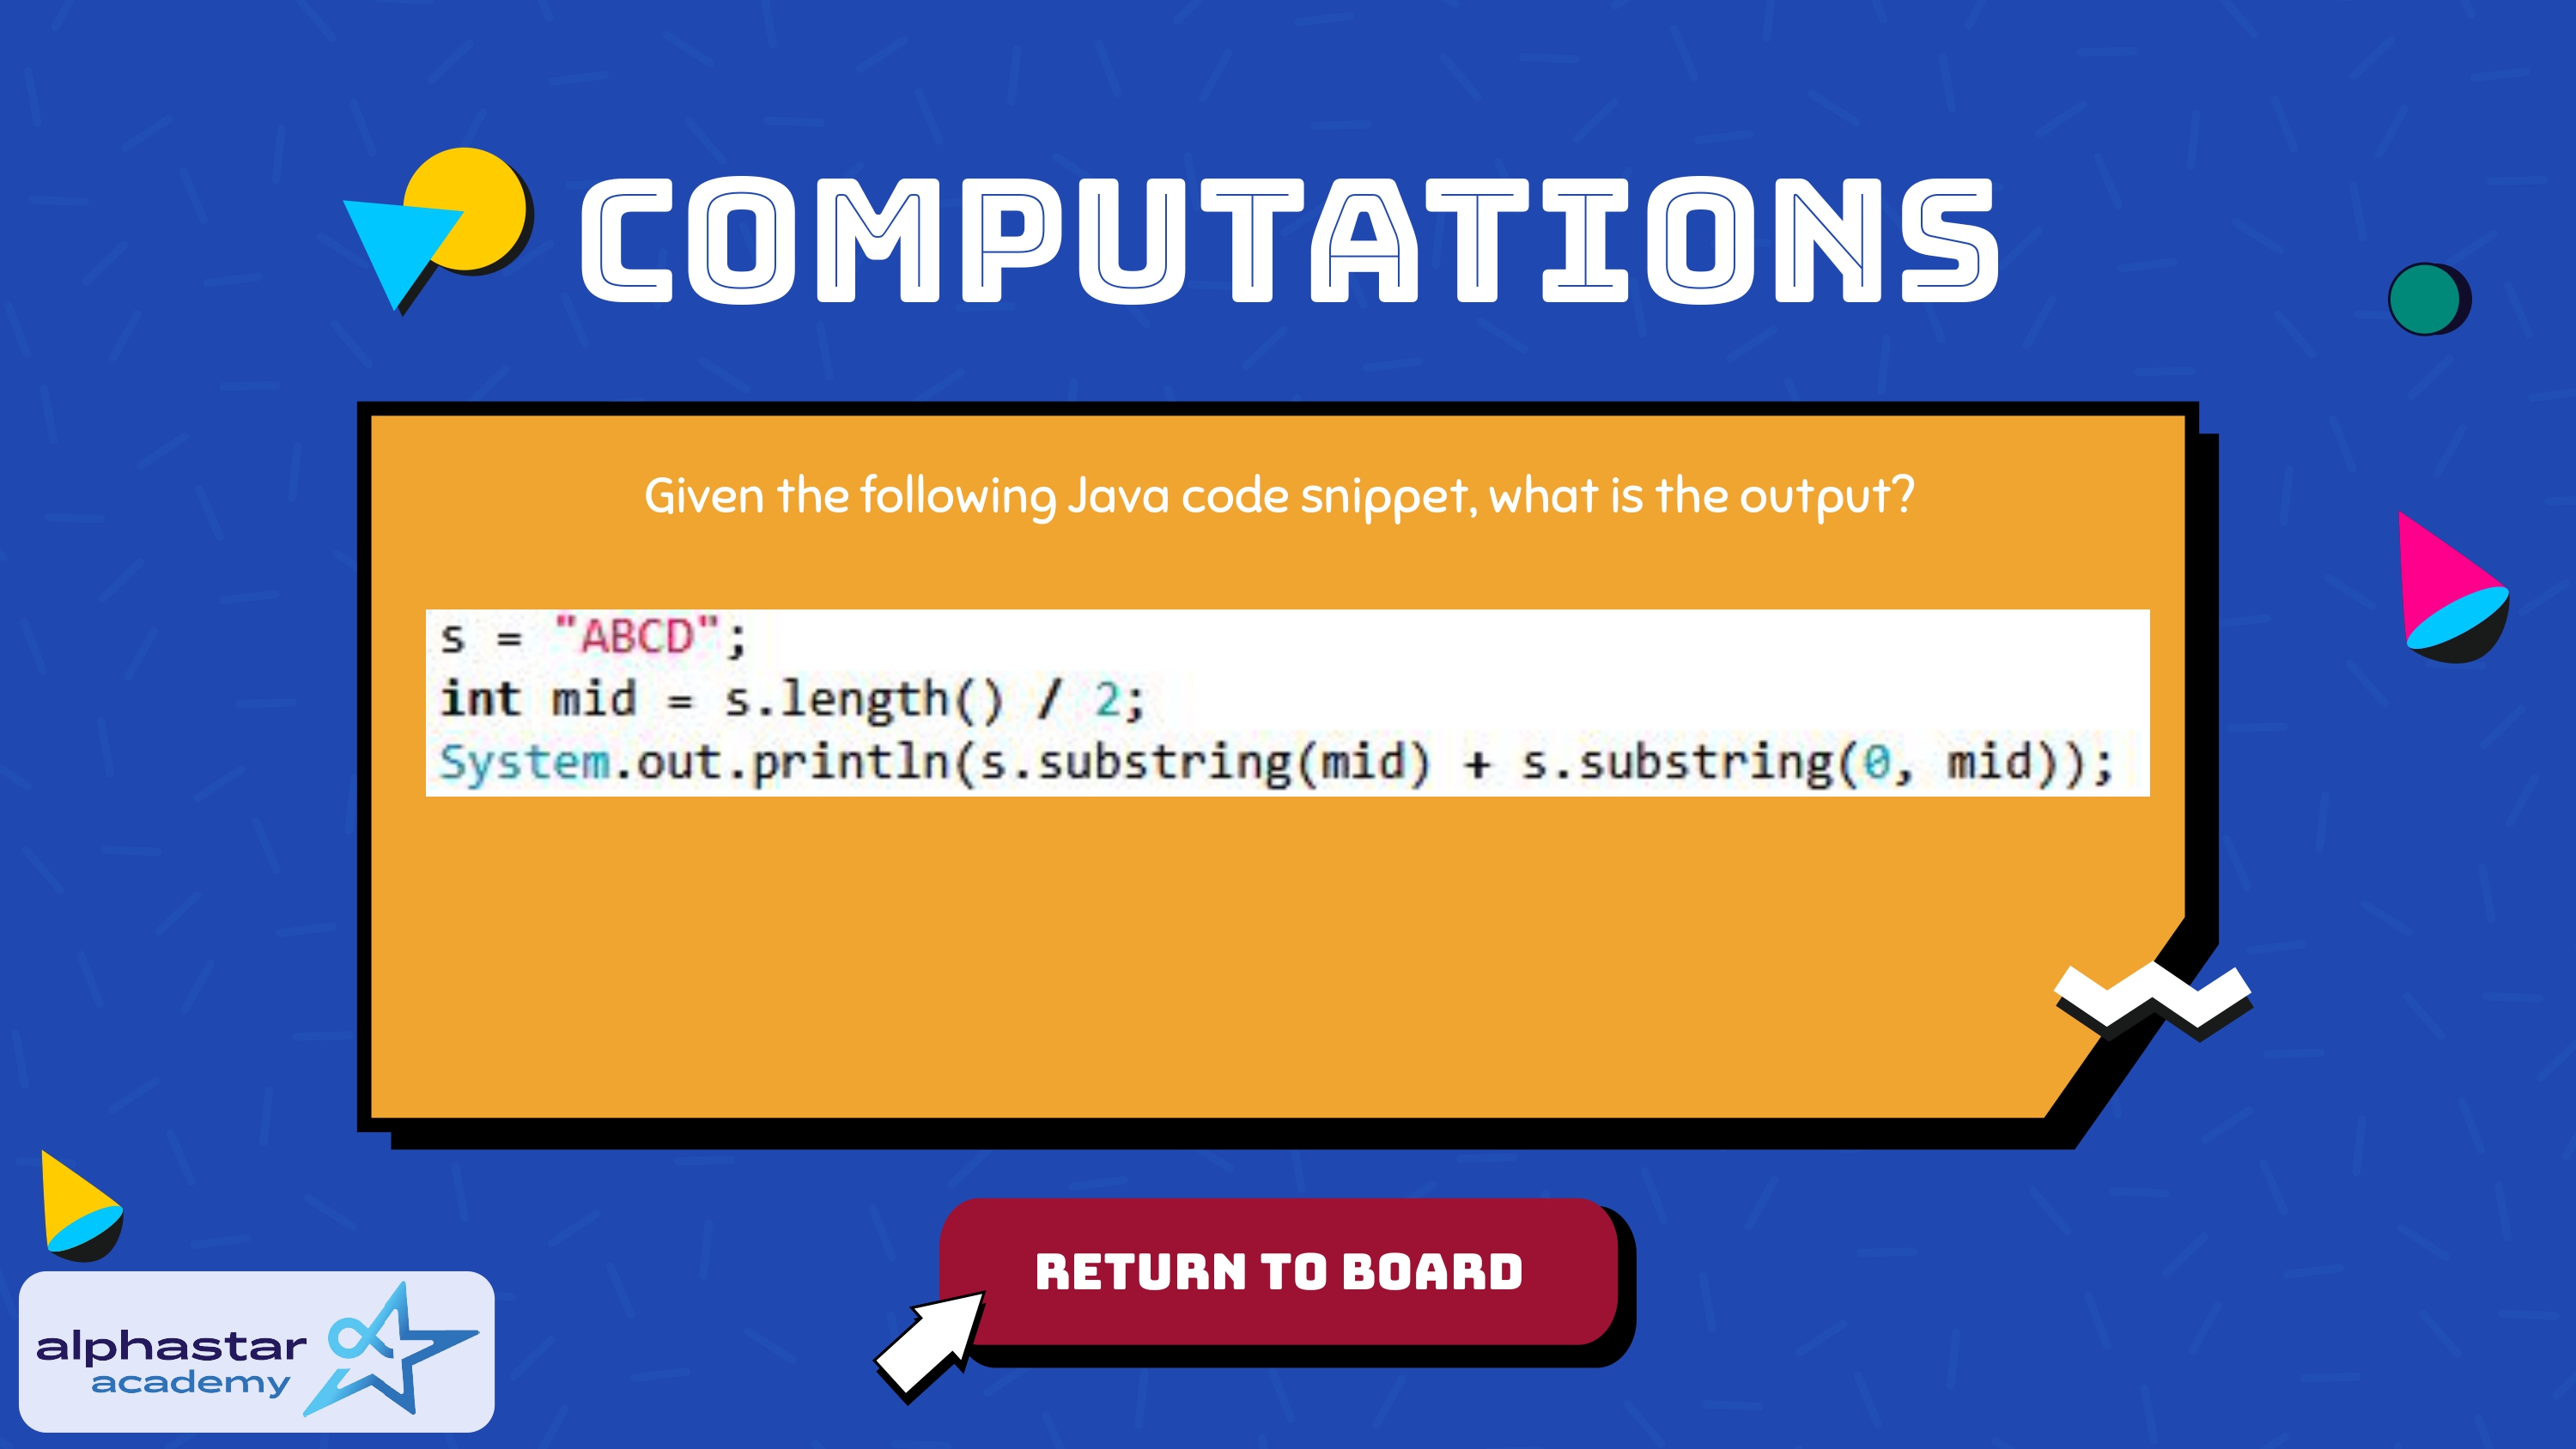 COMPUTATIONS
Given the following Java code snippet, what is the output?
s = "ABCD";
int mid = s.length() / 2;
System.out.println(s.substring(mid) + s.substring(0, mid));
RETURN TO BOARD
alphastar
academy